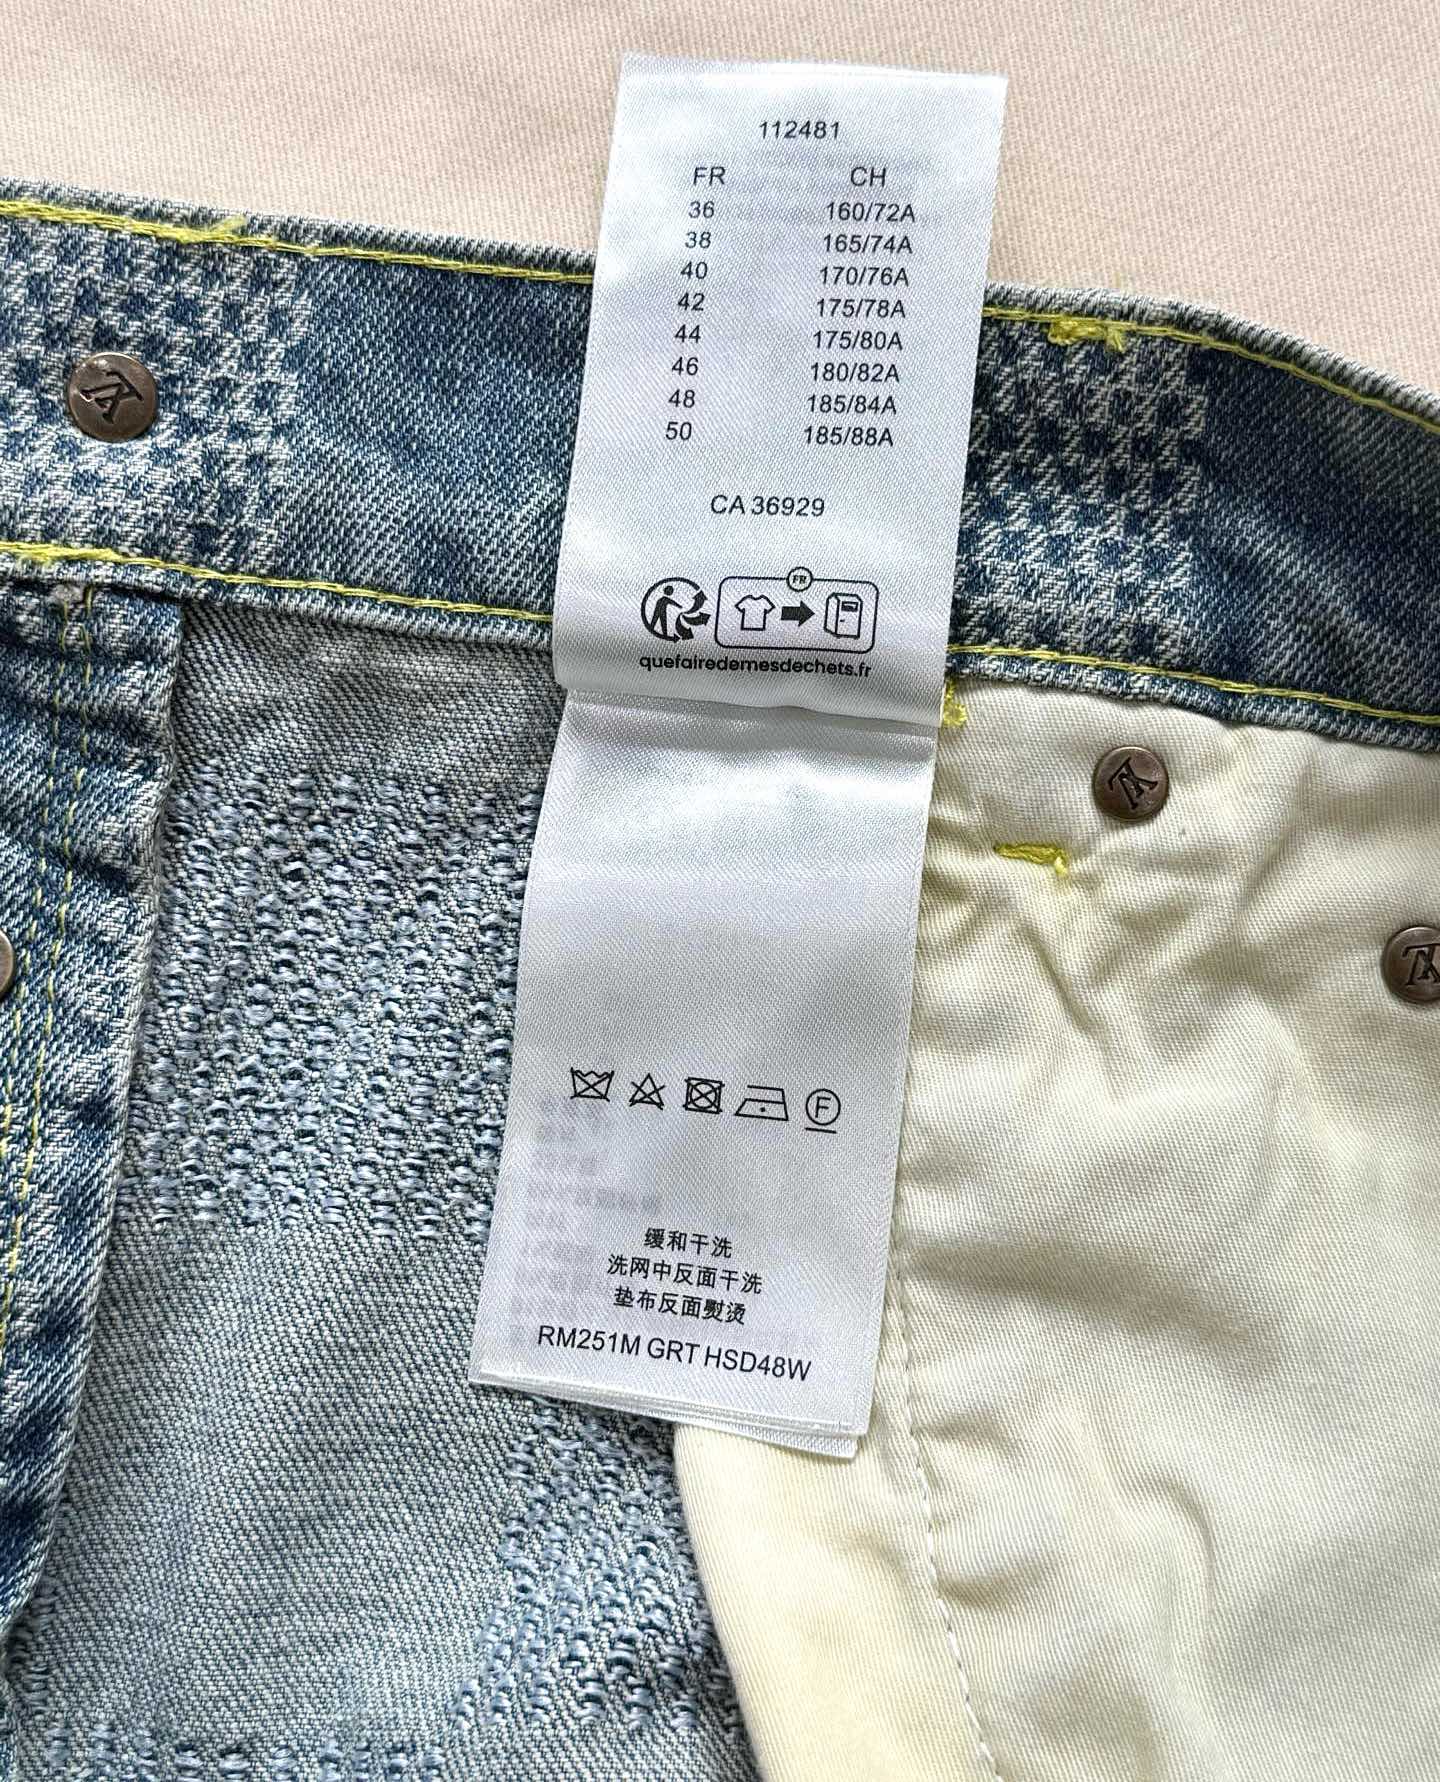 112481
FR CH
36 160/72A
38 165/74A
40 170/76A
42 175/78A
44 175/80A
46 180/82A
48 185/84A
50 185/88A
CA 36929
FR
quefairedemesdechets.fr
F
缓和干洗
洗网中反面干洗
垫布反面熨烫
RM251M GRT HSD48W